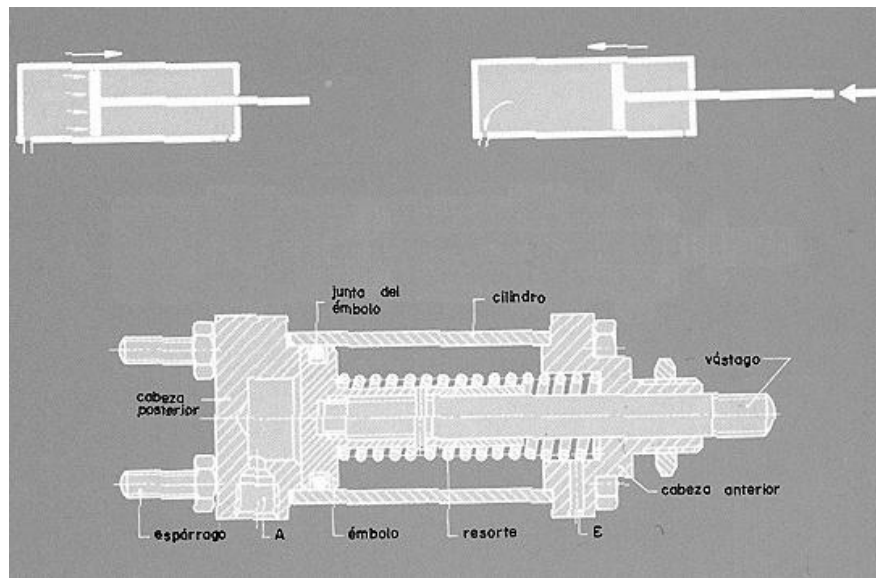 junta del
émbolo
cilindro
vástago
cabeza
posterior
cabeza anterior
espárrago
A
émbolo
resorte
E